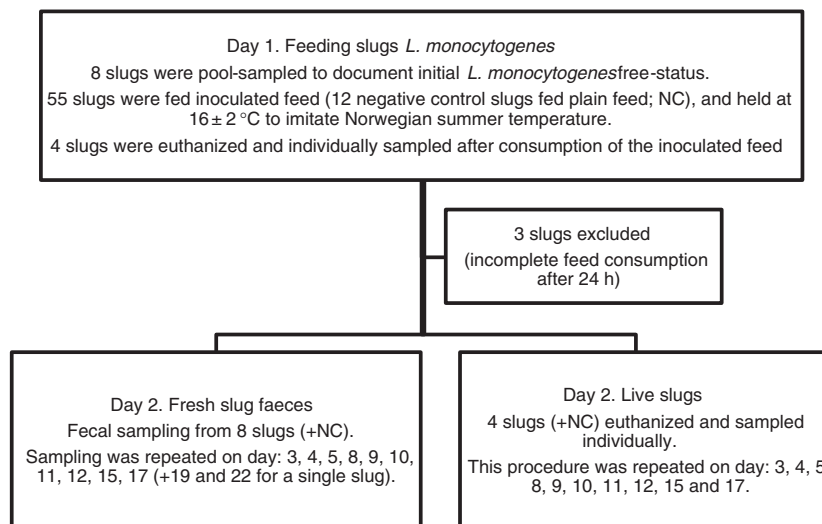 Day 1. Feeding slugs L. monocytogenes
8 slugs were pool-sampled to document initial L. monocytogenesfree-status.
55 slugs were fed inoculated feed (12 negative control slugs fed plain feed; NC), and held at
16 ± 2 °C to imitate Norwegian summer temperature.
4 slugs were euthanized and individually sampled after consumption of the inoculated feed
3 slugs excluded
(incomplete feed consumption
after 24 h)
Day 2. Fresh slug faeces
Fecal sampling from 8 slugs (+NC).
Sampling was repeated on day: 3, 4, 5, 8, 9, 10,
11, 12, 15, 17 (+19 and 22 for a single slug).
Day 2. Live slugs
4 slugs (+NC) euthanized and sampled
individually.
This procedure was repeated on day: 3, 4, 5
8, 9, 10, 11, 12, 15 and 17.